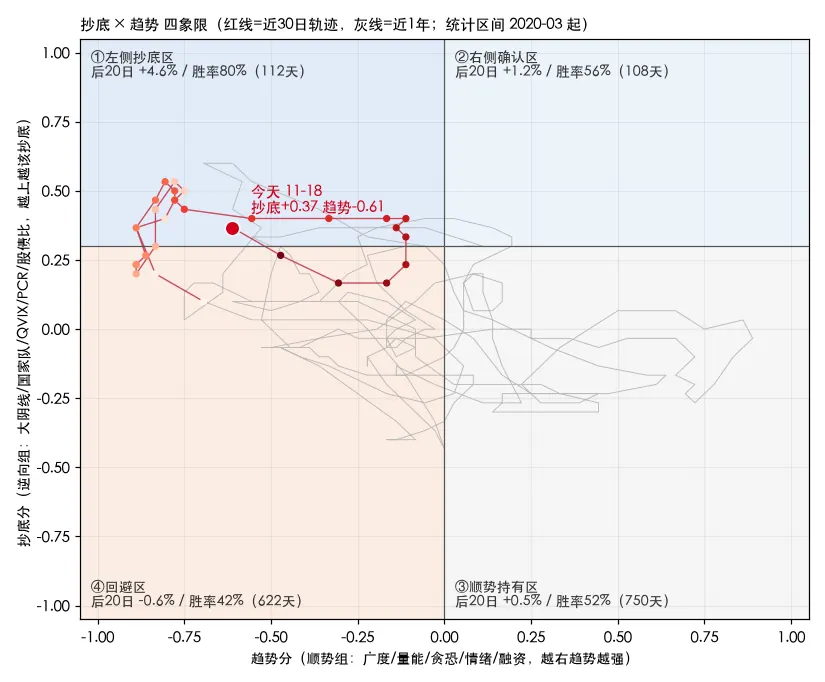 抄底 × 趋势 四象限（红线=近30日轨迹，灰线=近1年；统计区间 2020-03 起）
①左侧抄底区
后20日 +4.6% / 胜率80%（112天）
②右侧确认区
后20日 +1.2% / 胜率56%（108天）
今天 11-18
抄底+0.37 趋势-0.61
④回避区
后20日 -0.6% / 胜率42%（622天）
③顺势持有区
后20日 +0.5% / 胜率52%（750天）
抄底分（逆向组：大阴线/国家队/QVIX/PCR/股债比，越上越该抄底）
1.00
0.75
0.50
0.25
0.00
-0.25
-0.50
-0.75
-1.00
-1.00 -0.75 -0.50 -0.25 0.00 0.25 0.50 0.75 1.00
趋势分（顺势组：广度/量能/贪恐/情绪/融资，越右趋势越强）